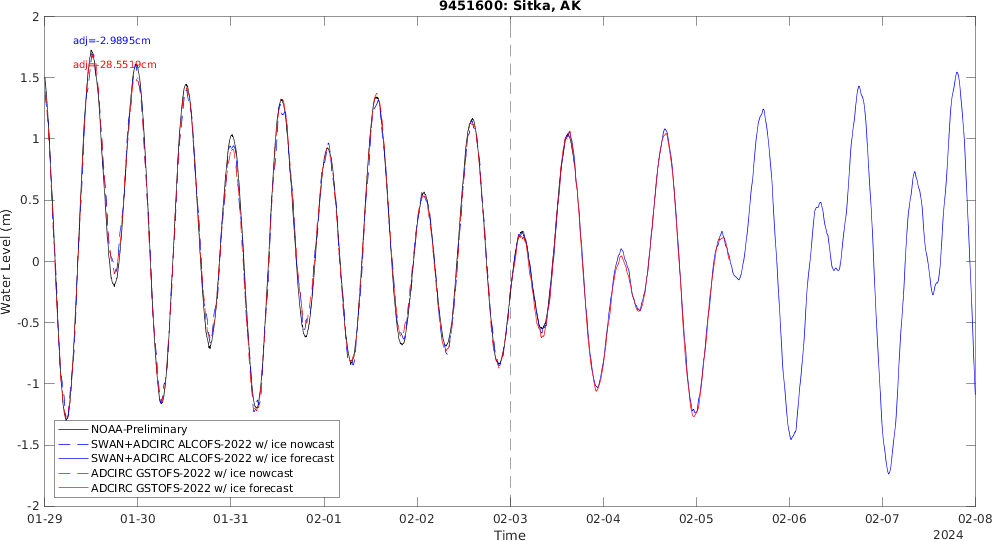 9451600: Sitka, AK
adj=-2.9895cm
adj=-28.5519cm
Water Level (m)
2
1.5
1
0.5
0
-0.5
-1
-1.5
-2
NOAA-Preliminary
SWAN+ADCIRC ALCOFS-2022 w/ ice nowcast
SWAN+ADCIRC ALCOFS-2022 w/ ice forecast
ADCIRC GSTOFS-2022 w/ ice nowcast
ADCIRC GSTOFS-2022 w/ ice forecast
01-29 01-30 01-31 02-01 02-02 02-03 02-04 02-05 02-06 02-07 02-08
Time
2024